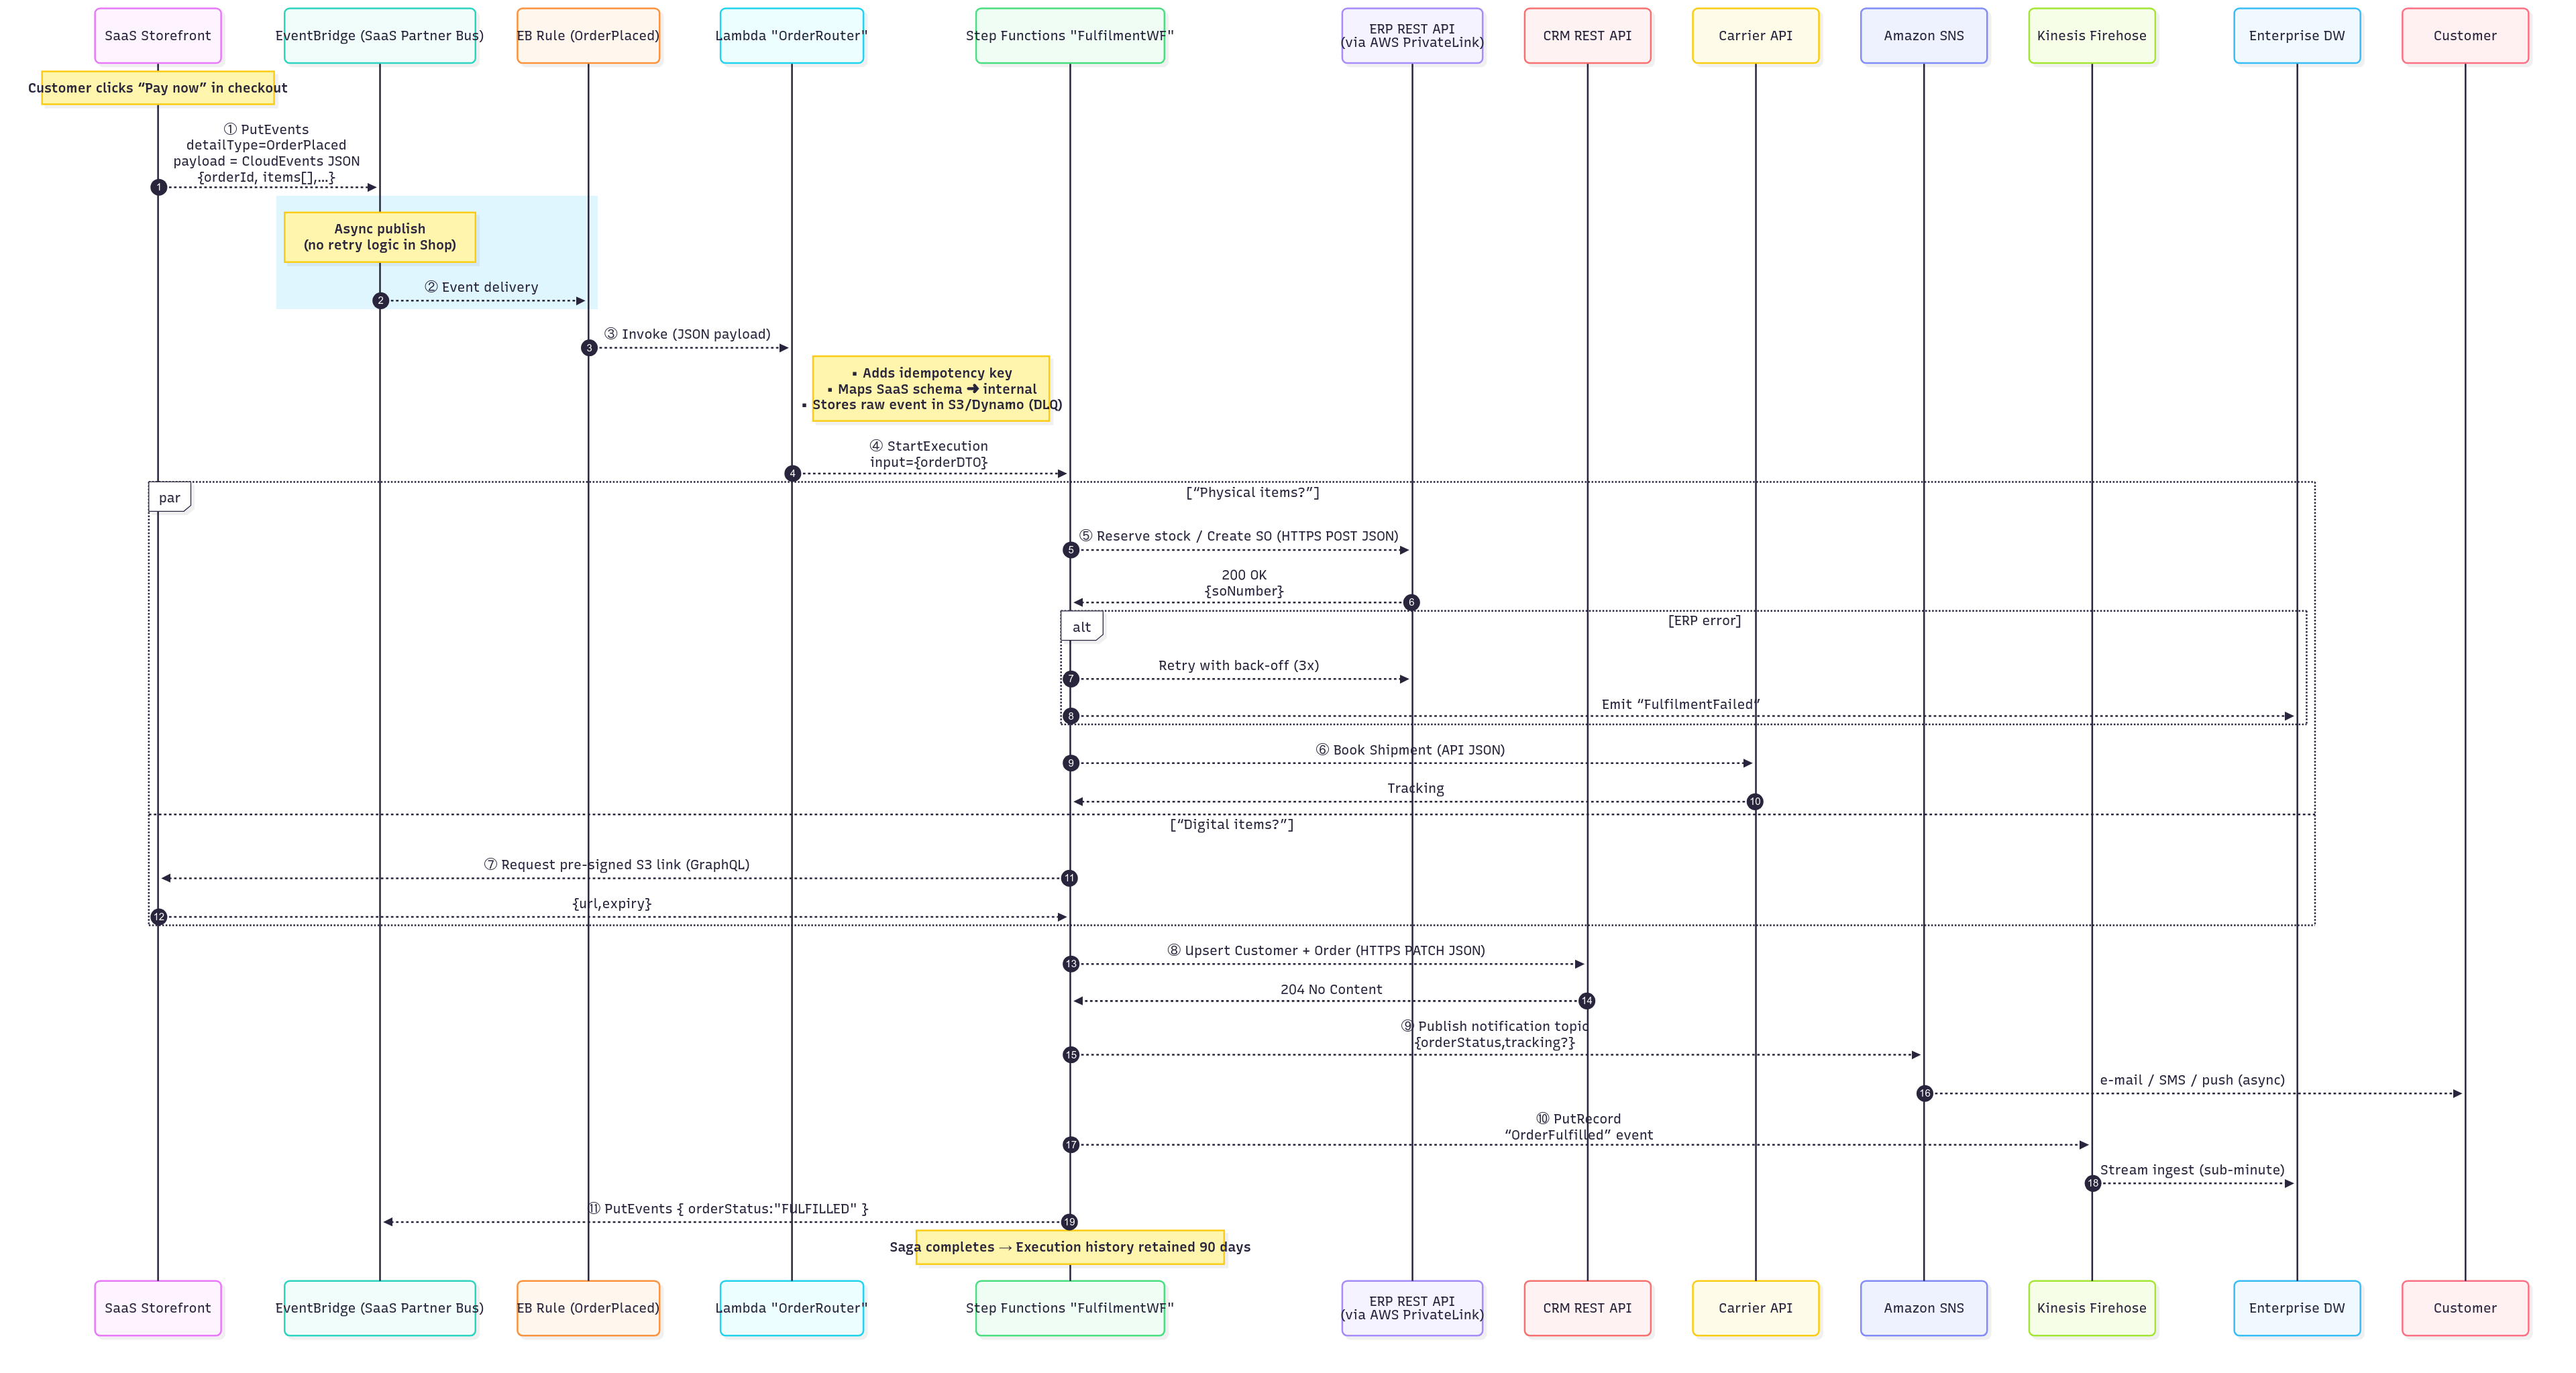 SaaS Storefront
EventBridge (SaaS Partner Bus)
EB Rule (OrderPlaced)
Lambda "OrderRouter"
Step Functions "FulfilmentWF"
ERP REST API
(via AWS PrivateLink)
CRM REST API
Carrier API
Amazon SNS
Kinesis Firehose
Enterprise DW
Customer
Customer clicks “Pay now” in checkout
① PutEvents
detailType=OrderPlaced
payload = CloudEvents JSON
{orderId, items[],...}
1
Async publish
(no retry logic in Shop)
② Event delivery
2
③ Invoke (JSON payload)
3
▪ Adds idempotency key
▪ Maps SaaS schema ➜ internal
▪ Stores raw event in S3/Dynamo (DLQ)
④ StartExecution
input={orderDTO}
4
par
[“Physical items?”]
⑤ Reserve stock / Create SO (HTTPS POST JSON)
5
200 OK
{soNumber}
6
alt
[ERP error]
Retry with back-off (3x)
7
Emit “FulfilmentFailed”
8
⑥ Book Shipment (API JSON)
9
Tracking
10
[“Digital items?”]
⑦ Request pre-signed S3 link (GraphQL)
11
{url,expiry}
12
⑧ Upsert Customer + Order (HTTPS PATCH JSON)
13
204 No Content
14
⑨ Publish notification topic
{orderStatus,tracking?}
15
e-mail / SMS / push (async)
16
⑩ PutRecord
“OrderFulfilled” event
17
Stream ingest (sub-minute)
18
⑪ PutEvents { orderStatus:"FULFILLED" }
19
Saga completes → Execution history retained 90 days
SaaS Storefront
EventBridge (SaaS Partner Bus)
EB Rule (OrderPlaced)
Lambda "OrderRouter"
Step Functions "FulfilmentWF"
ERP REST API
(via AWS PrivateLink)
CRM REST API
Carrier API
Amazon SNS
Kinesis Firehose
Enterprise DW
Customer